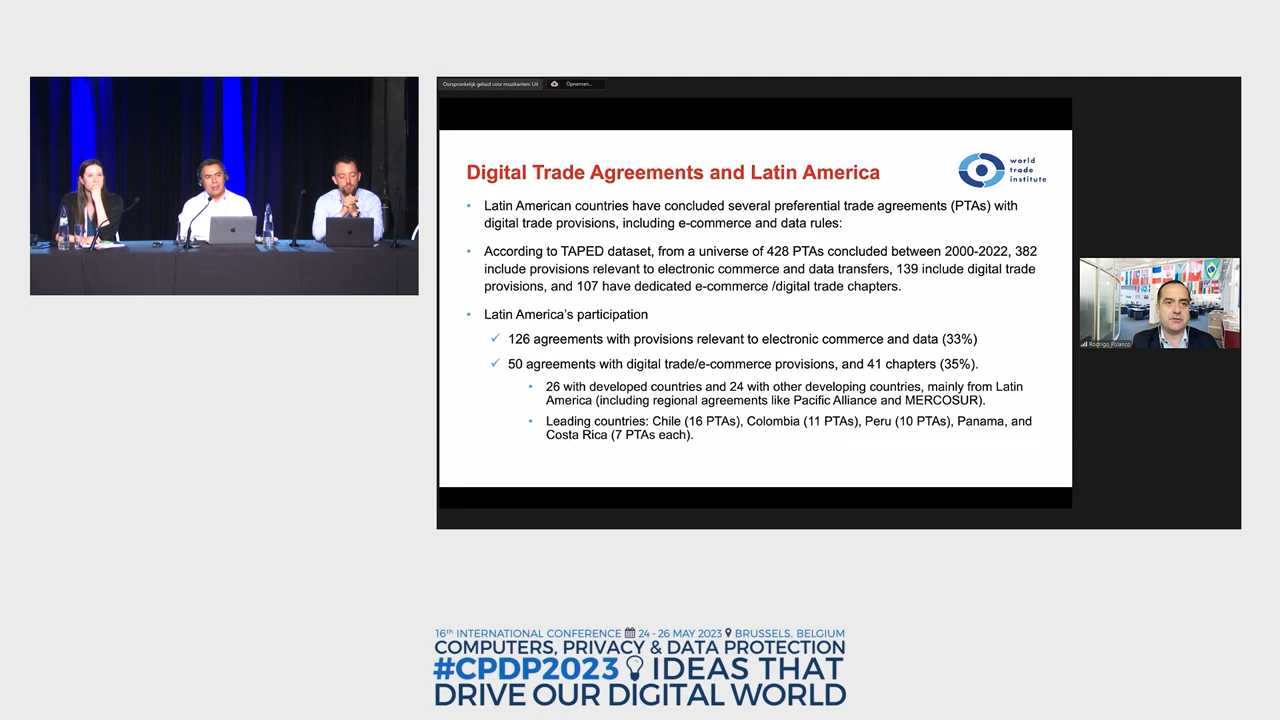 Oorspronkelijk geluid voor muzikanten: Uit
Opnemen...
Digital Trade Agreements and Latin America
world
trade
institute
• Latin American countries have concluded several preferential trade agreements (PTAs) with
digital trade provisions, including e-commerce and data rules:
• According to TAPED dataset, from a universe of 428 PTAs concluded between 2000-2022, 382
include provisions relevant to electronic commerce and data transfers, 139 include digital trade
provisions, and 107 have dedicated e-commerce /digital trade chapters.
• Latin America's participation
✓ 126 agreements with provisions relevant to electronic commerce and data (33%)
✓ 50 agreements with digital trade/e-commerce provisions, and 41 chapters (35%).
• 26 with developed countries and 24 with other developing countries, mainly from Latin
America (including regional agreements like Pacific Alliance and MERCOSUR).
• Leading countries: Chile (16 PTAs), Colombia (11 PTAs), Peru (10 PTAs), Panama, and
Costa Rica (7 PTAs each).
Rodrigo Polanco
16th INTERNATIONAL CONFERENCE 24 - 26 MAY 2023 BRUSSELS, BELGIUM
COMPUTERS, PRIVACY & DATA PROTECTION
#CPDP2023 IDEAS THAT
DRIVE OUR DIGITAL WORLD